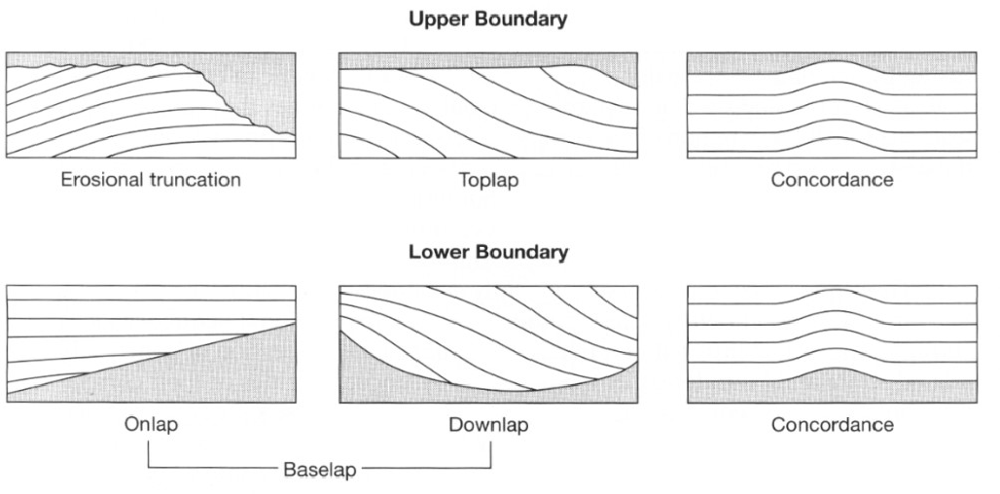 Upper Boundary
Erosional truncation
Toplap
Concordance
Lower Boundary
Onlap
Downlap
Concordance
Baselap